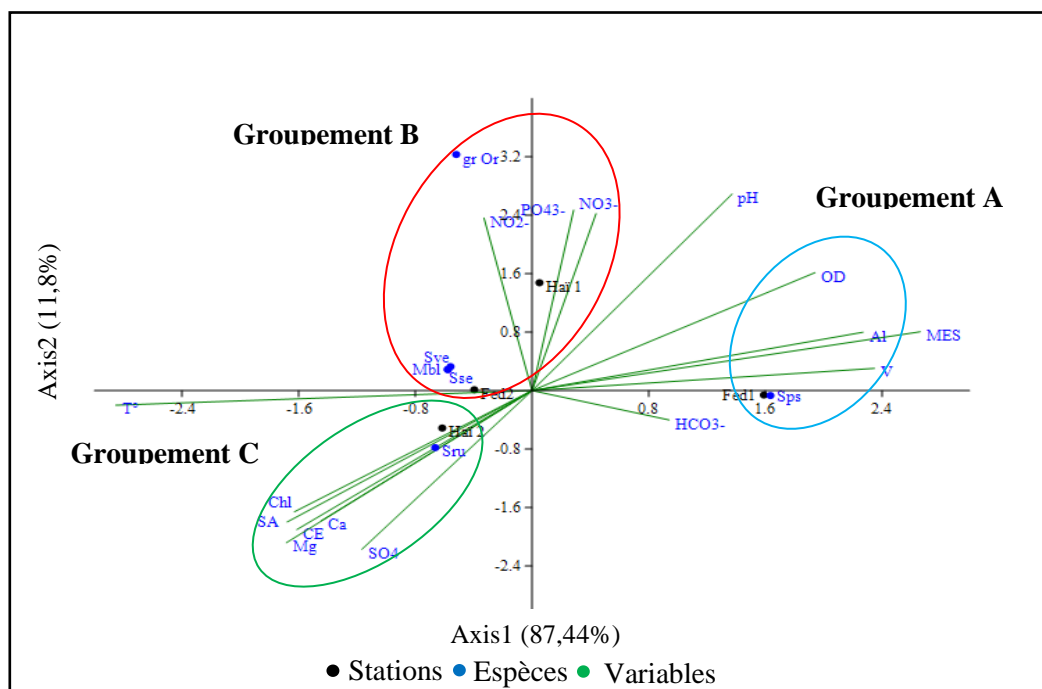 Groupement B
3.2
gr Or
PO43-
NO3-
2.4
NO2-
pH
Groupement A
1.6
OD
Haï 1
0.8
Al
MES
Sve
Mbl
Sse
V
Fed2
Fed1
Sps
-2.4
-1.6
-0.8
0.8
1.6
2.4
T°
HCO3-
Haï 2
Groupement C
-0.8
Sru
Chl
-1.6
SA
CE
Ca
Mg
SO4
-2.4
Axis2 (11,8%)
Axis1 (87,44%)
Stations Espèces Variables